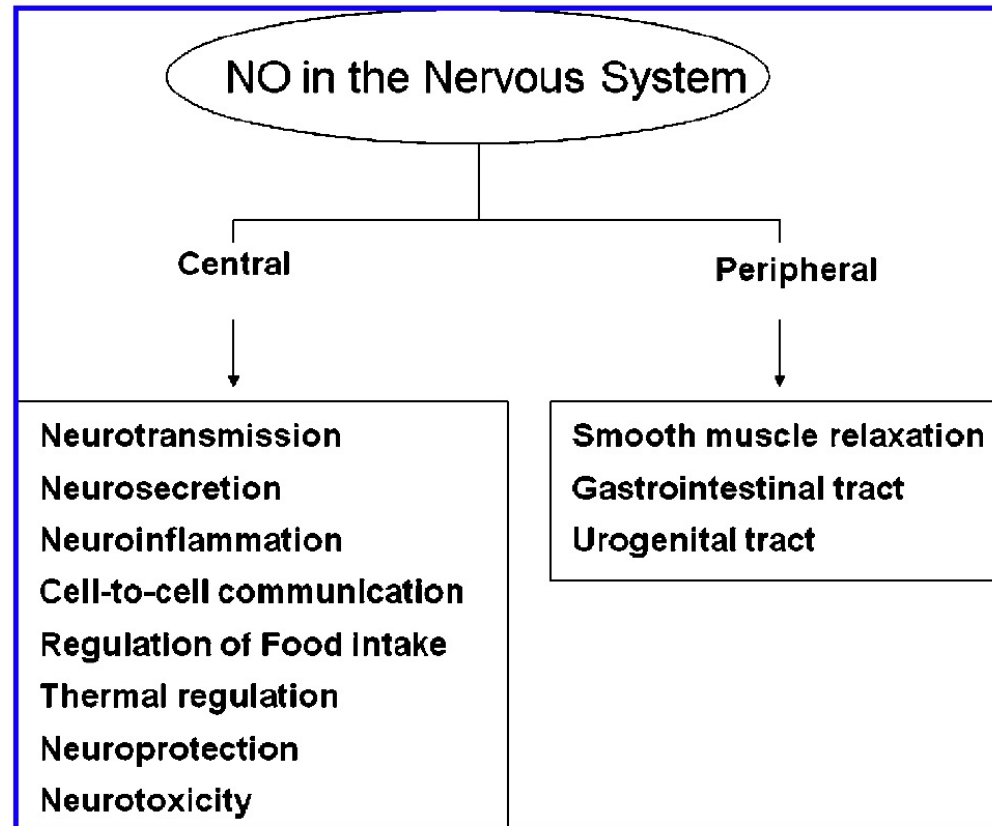 NO in the Nervous System
Central
Peripheral
Neurotransmission
Neurosecretion
Neuroinflammation
Cell-to-cell communication
Regulation of Food intake
Thermal regulation
Neuroprotection
Neurotoxicity
Smooth muscle relaxation
Gastrointestinal tract
Urogenital tract